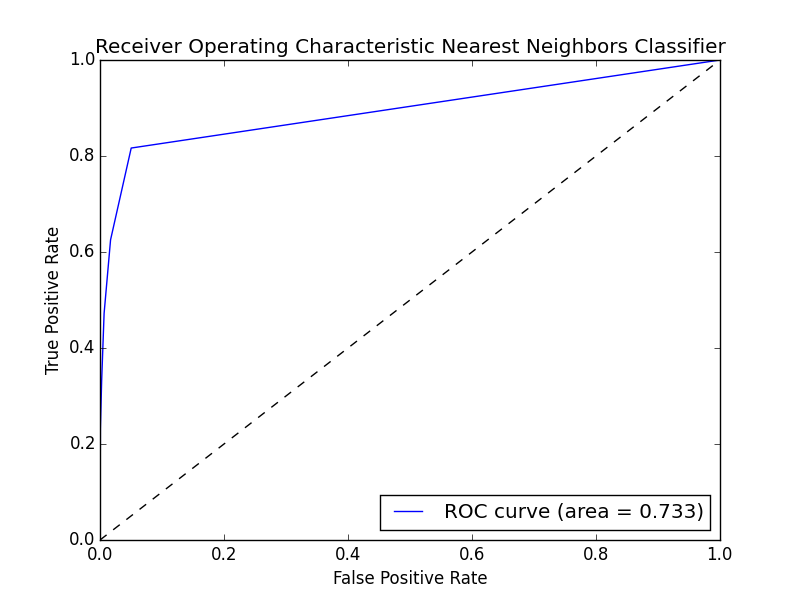 Receiver Operating Characteristic Nearest Neighbors Classifier
1.0
0.8
0.6
0.4
0.2
0.0
True Positive Rate
ROC curve (area = 0.733)
0.0 0.2 0.4 0.6 0.8 1.0
False Positive Rate